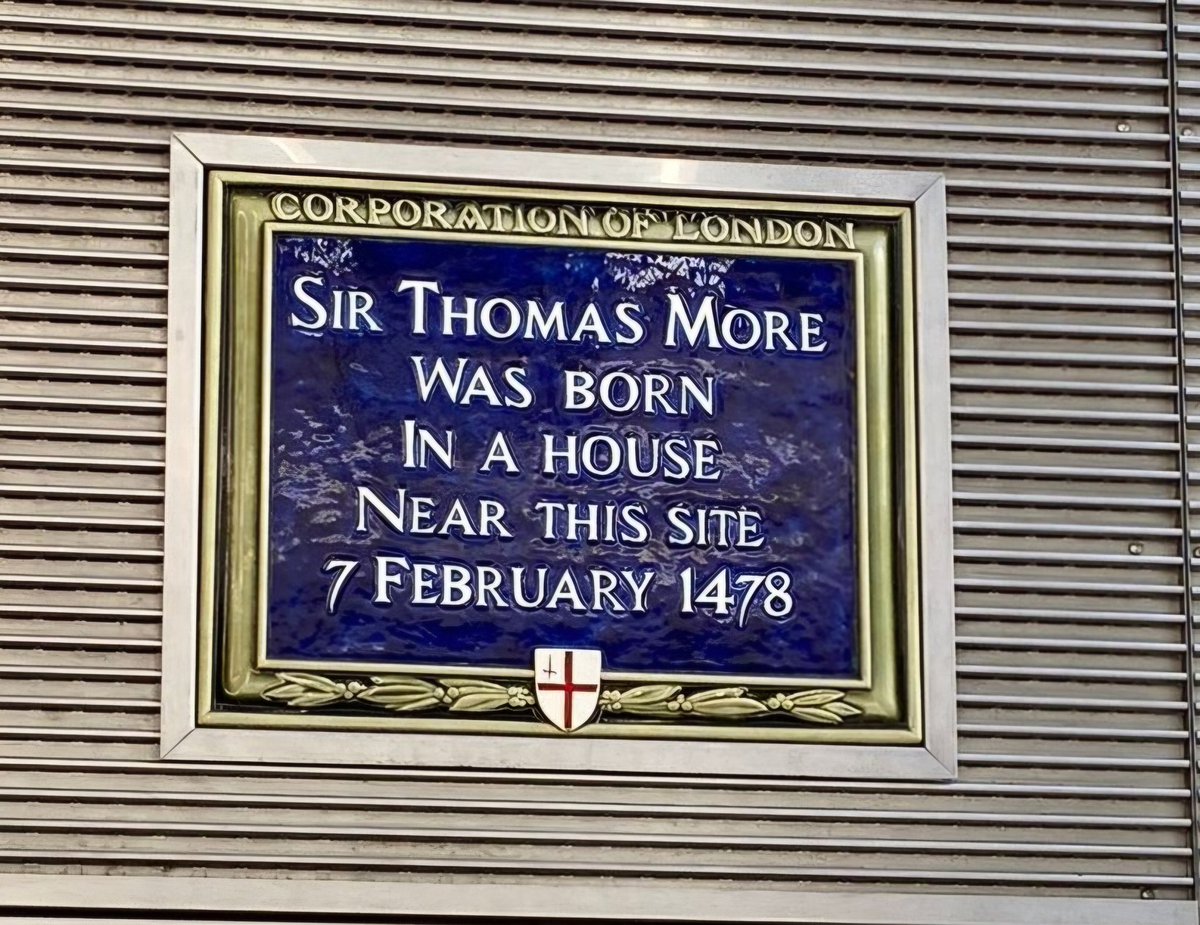 CORPORATION OF LONDON
SIR THOMAS MORE
WAS BORN
IN A HOUSE
NEAR THIS SITE
7 FEBRUARY 1478